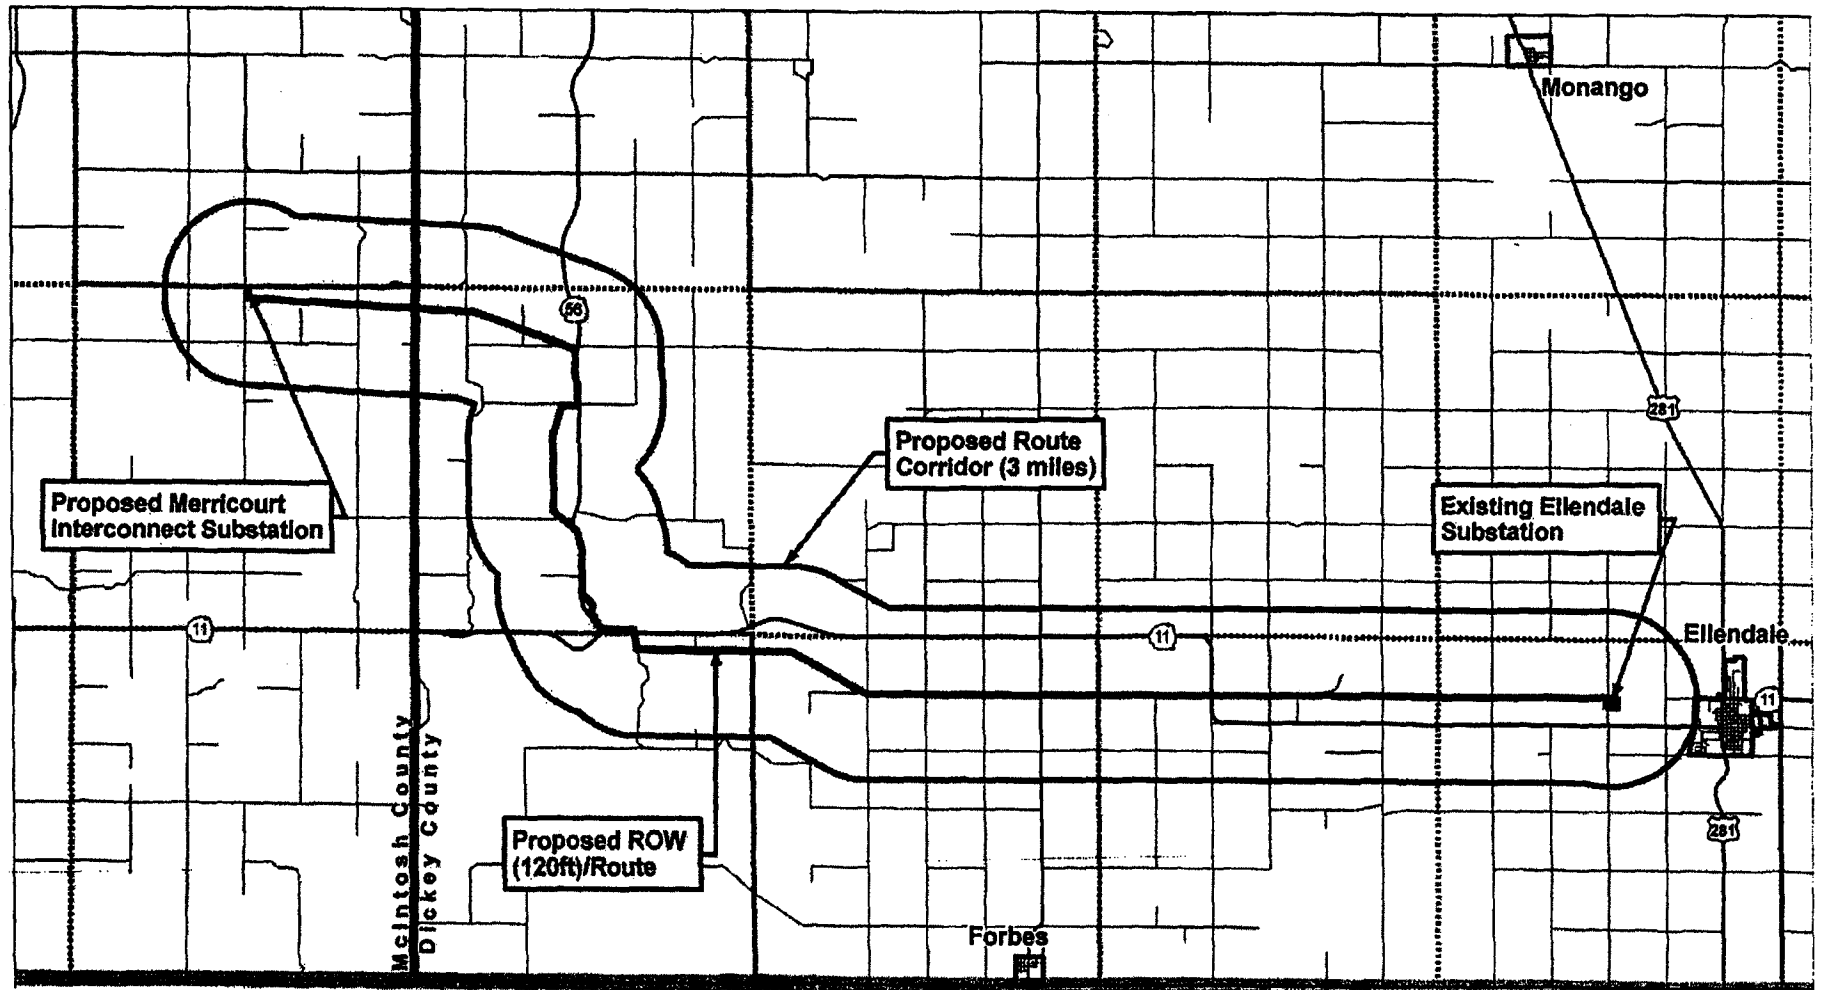 Monango
56
281
Proposed Route
Corridor (3 miles)
Proposed Merricourt
Interconnect Substation
Existing Ellendale
Substation
11
11
Ellendale
11
McIntosh County
Dickey County
Proposed ROW
(120ft)/Route
281
Forbes